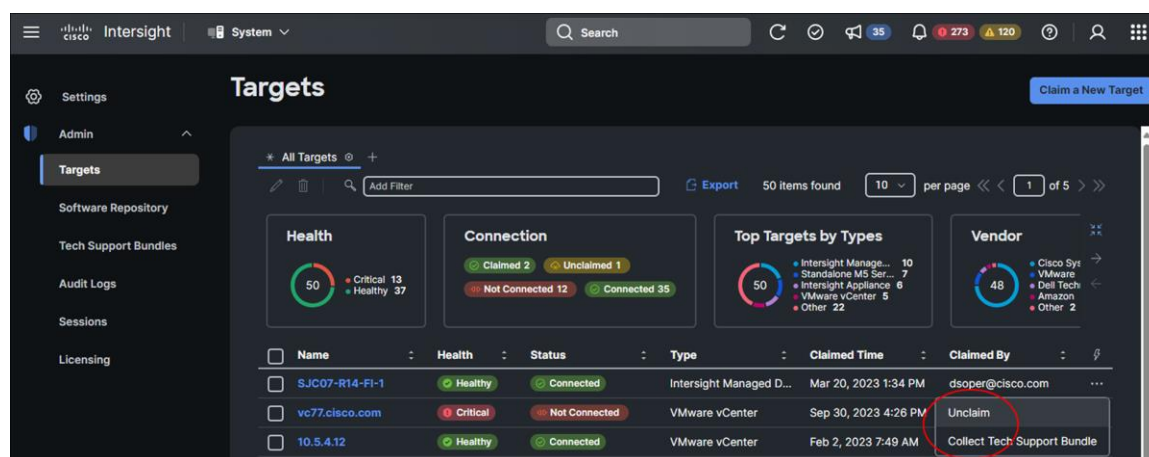 cisco Intersight System Search 35 273 120
Targets
Claim a New Target
Settings
Admin
Targets
Software Repository
Tech Support Bundles
Audit Logs
Sessions
Licensing
All Targets
Add Filter Export 50 items found 10 per page 1 of 5
Health
50
Critical 13
Healthy 37
Connection
Claimed 2 Unclaimed 1
Not Connected 12 Connected 35
Top Targets by Types
50
Intersight Manage... 10
Standalone M5 Ser... 7
Intersight Appliance 6
VMware vCenter 5
Other 22
Vendor
48
Cisco Sys
VMware
Dell Tech
Amazon
Other 2
Name Health Status Type Claimed Time Claimed By
SJC07-R14-FI-1 Healthy Connected Intersight Managed D... Mar 20, 2023 1:34 PM dsoper@cisco.com ...
vc77.cisco.com Critical Not Connected VMware vCenter Sep 30, 2023 4:26 PM Unclaim
10.5.4.12 Healthy Connected VMware vCenter Feb 2, 2023 7:49 AM Collect Tech Support Bundle